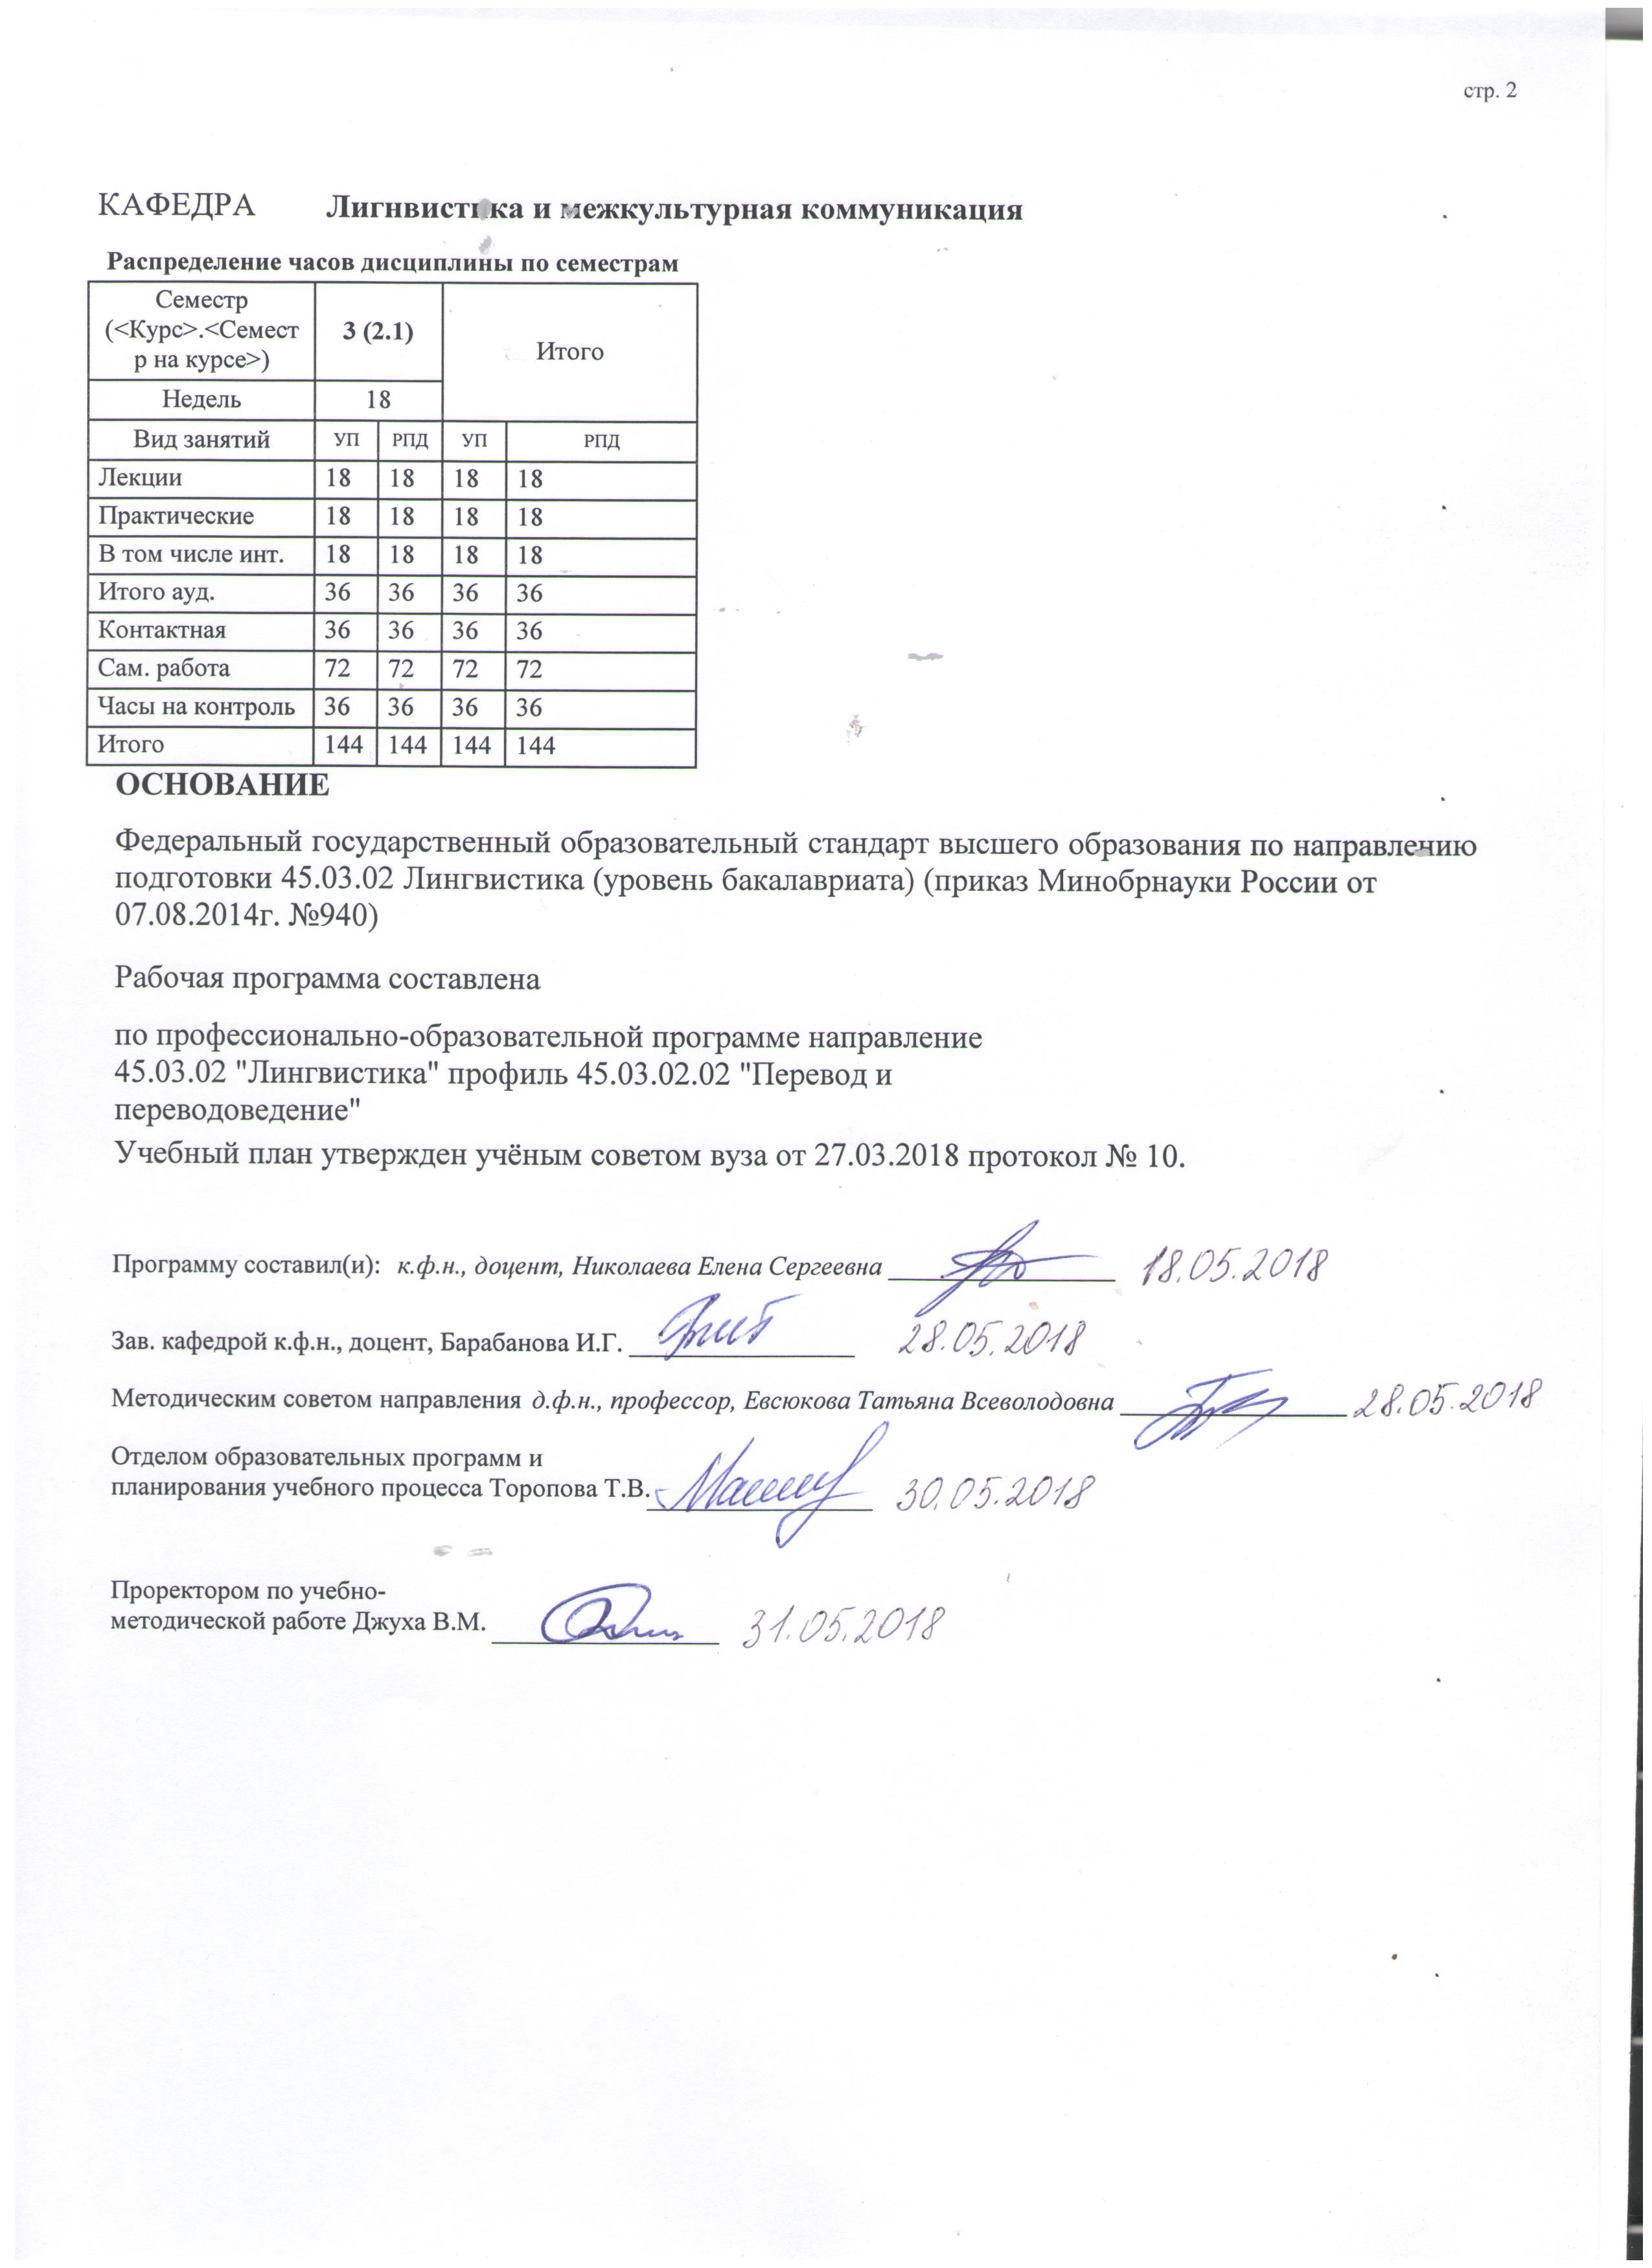 стр. 2
КАФЕДРА Лигнвистика и межкультурная коммуникация
Распределение часов дисциплины по семестрам
Семестр
(<Курс>.<Семест
р на курсе>)
3 (2.1)
Итого
Недель 18
Вид занятий УП РПД УП РПД
Лекции 18 18 18 18
Практические 18 18 18 18
В том числе инт. 18 18 18 18
Итого ауд. 36 36 36 36
Контактная 36 36 36 36
Сам. работа 72 72 72 72
Часы на контроль 36 36 36 36
Итого 144 144 144 144
ОСНОВАНИЕ
Федеральный государственный образовательный стандарт высшего образования по направлению
подготовки 45.03.02 Лингвистика (уровень бакалавриата) (приказ Минобрнауки России от
07.08.2014г. №940)
Рабочая программа составлена
по профессионально-образовательной программе направление
45.03.02 "Лингвистика" профиль 45.03.02.02 "Перевод и
переводоведение"
Учебный план утвержден учёным советом вуза от 27.03.2018 протокол № 10.
Программу составил(и): к.ф.н., доцент, Николаева Елена Сергеевна 18.05.2018
Зав. кафедрой к.ф.н., доцент, Барабанова И.Г. 28.05.2018
Методическим советом направления д.ф.н., профессор, Евсюкова Татьяна Всеволодовна 28.05.2018
Отделом образовательных программ и
планирования учебного процесса Торопова Т.В. 30.05.2018
Проректором по учебно-
методической работе Джуха В.М. 31.05.2018